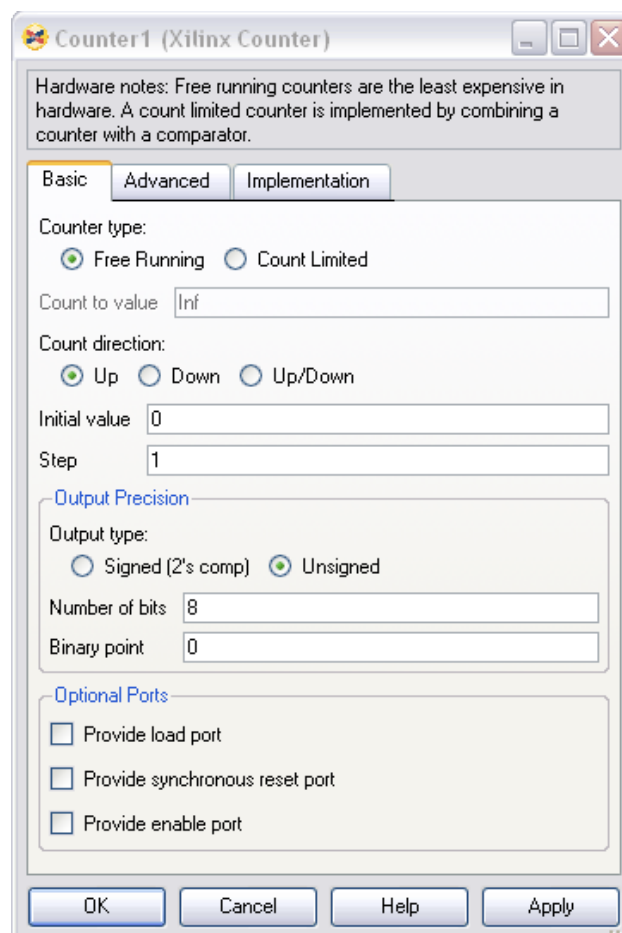 Counter1 (Xilinx Counter)
Hardware notes: Free running counters are the least expensive in
hardware. A count limited counter is implemented by combining a
counter with a comparator.
Basic Advanced Implementation
Counter type:
Free Running Count Limited
Count to value Inf
Count direction:
Up Down Up/Down
Initial value 0
Step 1
Output Precision
Output type:
Signed (2's comp) Unsigned
Number of bits 8
Binary point 0
Optional Ports
Provide load port
Provide synchronous reset port
Provide enable port
OK Cancel Help Apply